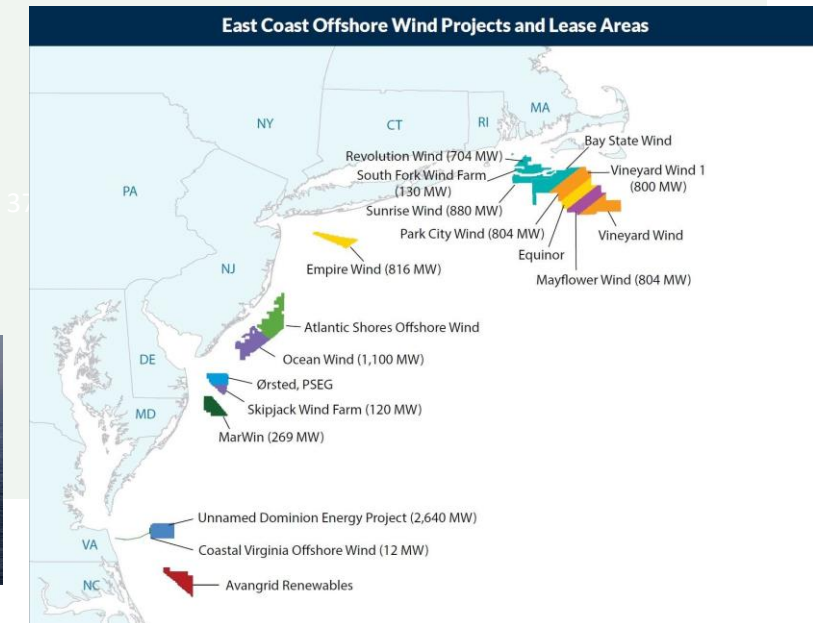 East Coast Offshore Wind Projects and Lease Areas
MA
NY
CT
RI
Bay State Wind
Revolution Wind (704 MW)
Vineyard Wind 1
(800 MW)
South Fork Wind Farm
(130 MW)
PA
37
Sunrise Wind (880 MW)
Park City Wind (804 MW)
Vineyard Wind
Equinor
NJ
Empire Wind (816 MW)
Mayflower Wind (804 MW)
Atlantic Shores Offshore Wind
DE
Ocean Wind (1,100 MW)
Ørsted, PSEG
MD
Skipjack Wind Farm (120 MW)
MarWin (269 MW)
Unnamed Dominion Energy Project (2,640 MW)
VA
Coastal Virginia Offshore Wind (12 MW)
NC
Avangrid Renewables